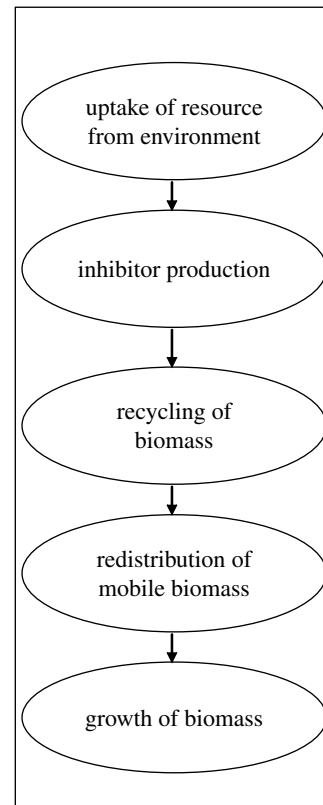 uptake of resource
from environment
inhibitor production
recycling of
biomass
redistribution of
mobile biomass
growth of biomass